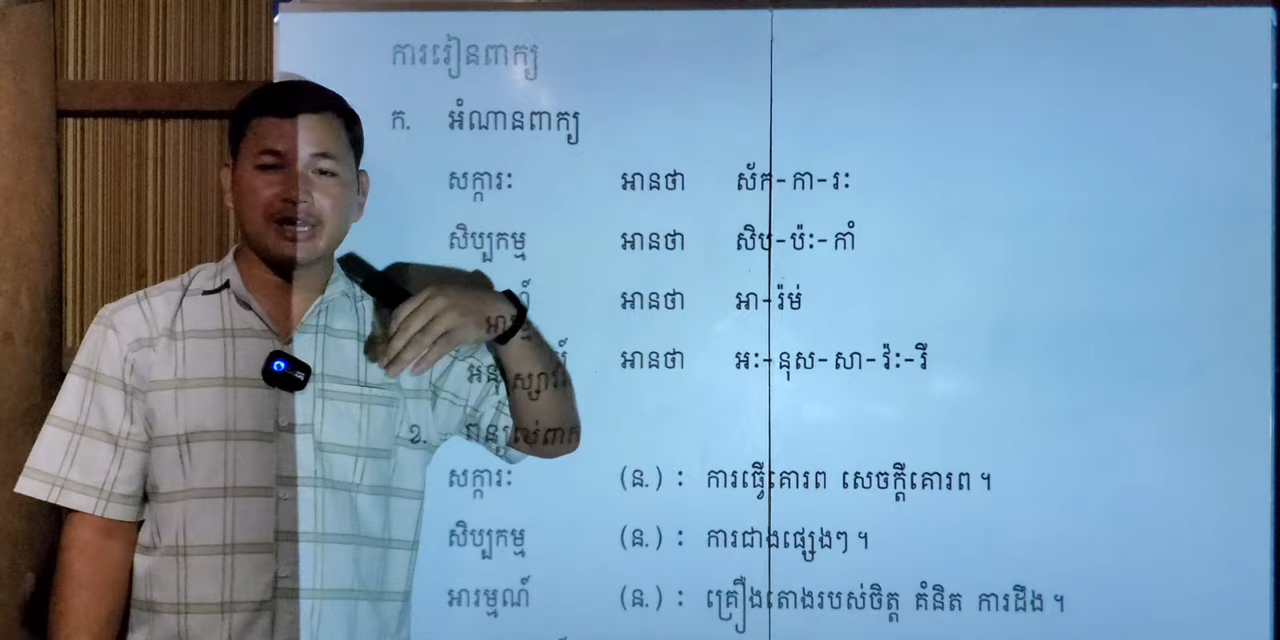 ការរៀនពាក្យ
ក. អំណានពាក្យ
សក្ការៈ អានថា ស័ក-កា-រៈ
សិប្បកម្ម អានថា សិប-ប៉ៈ-កាំ
អានថា អា-រ៉ម់
អានថា អៈ-នុស-សា-វ៉ៈ-រី
ខ.
សក្ការៈ (ន.) : ការធ្វើគោរព សេចក្ដីគោរព ។
សិប្បកម្ម (ន.) : ការជាងផ្សេងៗ ។
អារម្មណ៍ (ន.) : គ្រឿងតោងរបស់ចិត្ត គំនិត ការដឹង ។